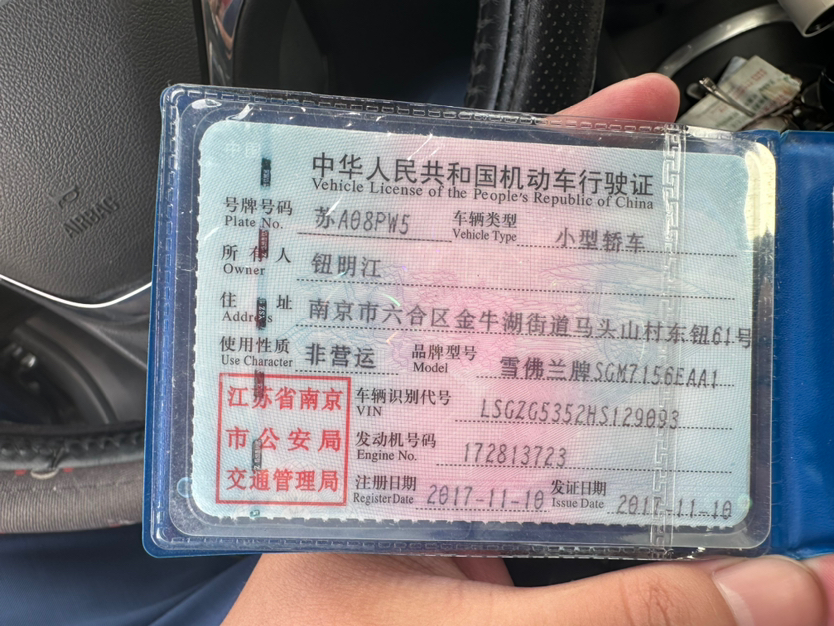 中华人民共和国机动车行驶证
Vehicle License of the People's Republic of China
号牌号码 苏A08PW5 车辆类型 小型轿车
Plate No. Vehicle Type
所有人 钮明江
Owner
住址 南京市六合区金牛湖街道马头山村东钮61号
Address
使用性质 非营运 品牌型号 雪佛兰牌SGM7156EAA1
Use Character Model
江苏省南京
市公安局
交通管理局
车辆识别代号 LSGZG5352HS129093
VIN
发动机号码 172813723
Engine No.
注册日期 2017-11-10 发证日期 2017-11-10
Register Date Issue Date
AIRBAG